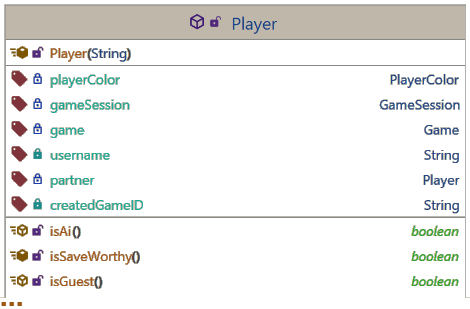 Player
Player(String)
playerColor PlayerColor
gameSession GameSession
game Game
username String
partner Player
createdGameID String
isAi() boolean
isSaveWorthy() boolean
isGuest() boolean